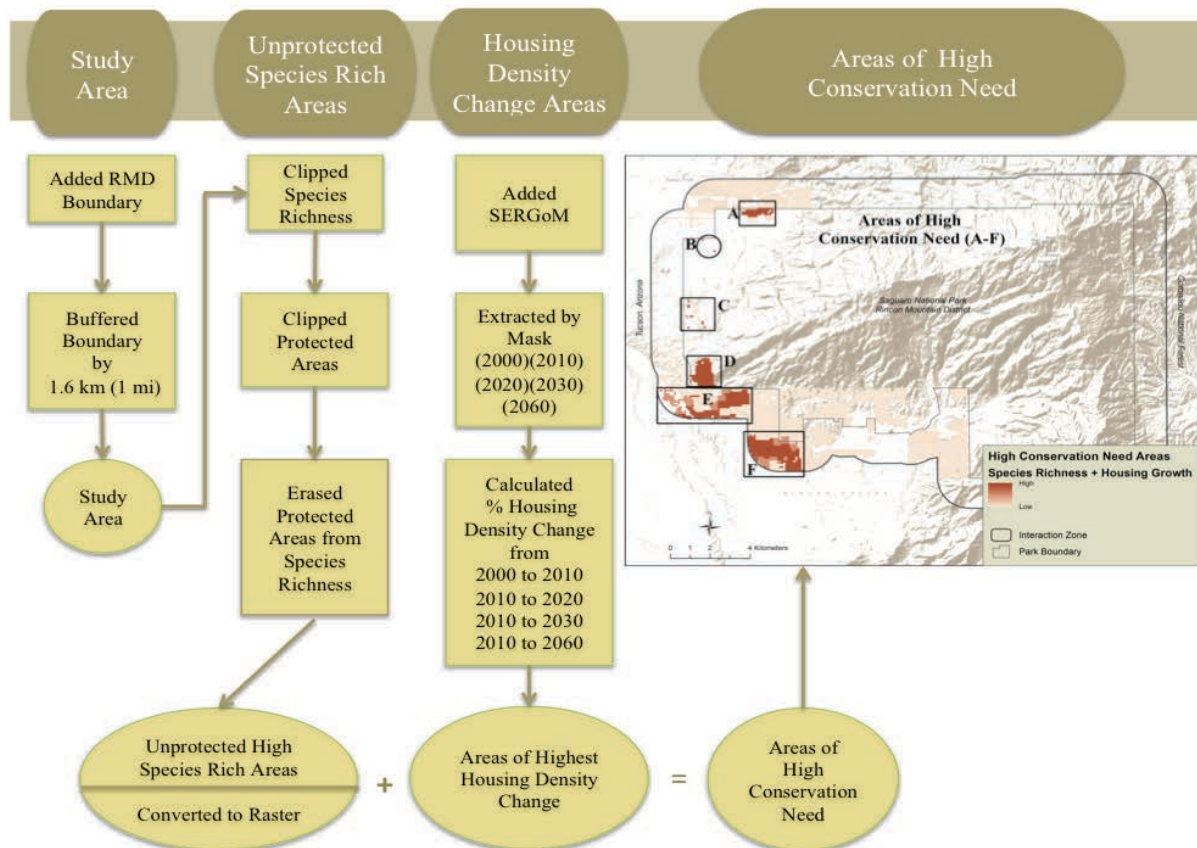 Study
Area
Unprotected
Species Rich
Areas
Housing
Density
Change Areas
Areas of High
Conservation Need
Added RMD
Boundary
Buffered
Boundary
by
1.6 km (1 mi)
Study
Area
Clipped
Species
Richness
Clipped
Protected
Areas
Erased
Protected
Areas from
Species
Richness
Unprotected High
Species Rich Areas
Converted to Raster
+
Added
SERGoM
Extracted by
Mask
(2000)(2010)
(2020)(2030)
(2060)
Calculated
% Housing
Density Change
from
2000 to 2010
2010 to 2020
2010 to 2030
2010 to 2060
Areas of Highest
Housing Density
Change
=
Areas of
High
Conservation
Need
Areas of High
Conservation Need (A-F)
A
B
C
D
E
F
Tucson Arizona
Saguaro National Park
Rincon Mountain District
Coronado National Forest
0 1 2 4 Kilometers
High Conservation Need Areas
Species Richness + Housing Growth
High
Low
Interaction Zone
Park Boundary